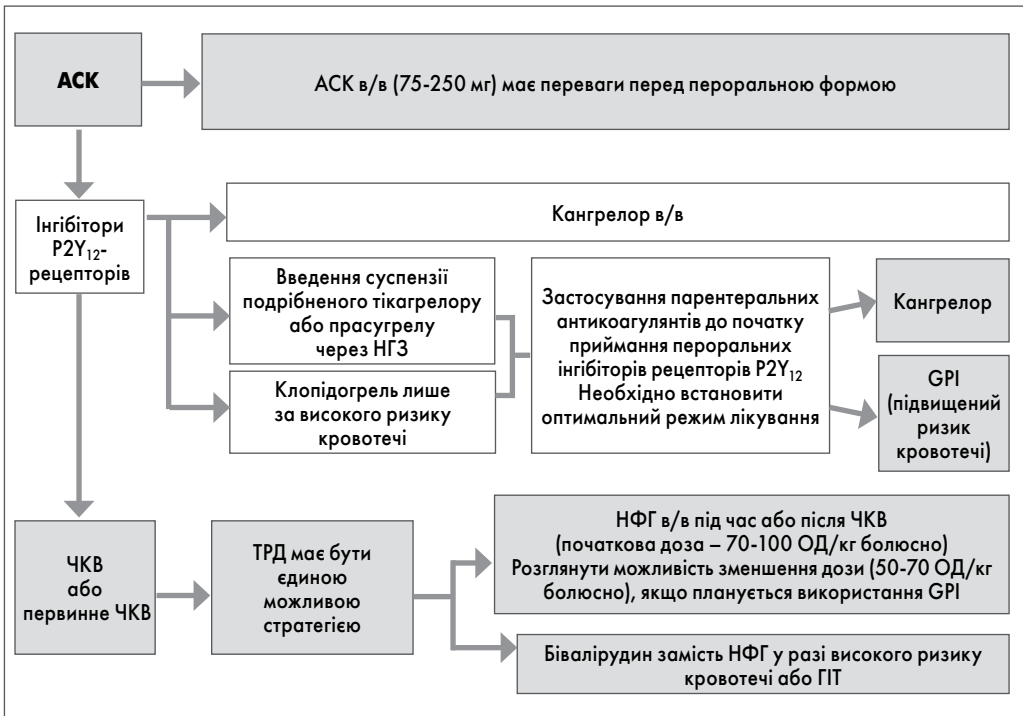 АСК
АСК в/в (75-250 мг) має переваги перед пероральною формою
Інгібітори
P2Y₁₂-
рецепторів
Кангрелор в/в
Введення суспензії
подрібненого тікагрелору
або прасугрелу
через НГЗ
Клопідогрель лише
за високого ризику
кровотечі
Застосування парентеральних
антикоагулянтів до початку
приймання пероральних
інгібіторів рецепторів P2Y₁₂
Необхідно встановити
оптимальний режим лікування
Кангрелор
GPI
(підвищений
ризик
кровотечі)
ЧКВ
або
первинне ЧКВ
ТРД має бути
єдиною
можливою
стратегією
НФГ в/в під час або після ЧКВ
(початкова доза – 70-100 ОД/кг болюсно)
Розглянути можливість зменшення дози (50-70 ОД/кг
болюсно), якщо планується використання GPI
Бівалірудин замість НФГ у разі високого ризику
кровотечі або ГІТ